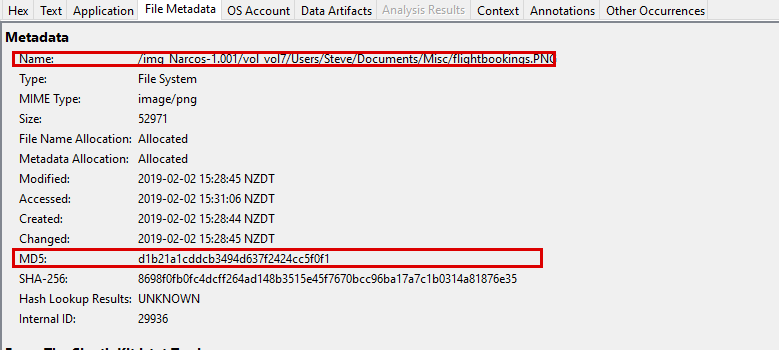 Hex Text Application File Metadata OS Account Data Artifacts Analysis Results Context Annotations Other Occurrences
Metadata
Name: /img_Narcos-1.001/vol_vol7/Users/Steve/Documents/Misc/flightbookings.PNG
Type: File System
MIME Type: image/png
Size: 52971
File Name Allocation: Allocated
Metadata Allocation: Allocated
Modified: 2019-02-02 15:28:45 NZDT
Accessed: 2019-02-02 15:31:06 NZDT
Created: 2019-02-02 15:28:44 NZDT
Changed: 2019-02-02 15:28:45 NZDT
MD5: d1b21a1cddcb3494d637f2424cc5f0f1
SHA-256: 8698f0fb0fc4dcff264ad148b3515e45f7670bcc96ba17a7c1b0314a81876e35
Hash Lookup Results: UNKNOWN
Internal ID: 29936